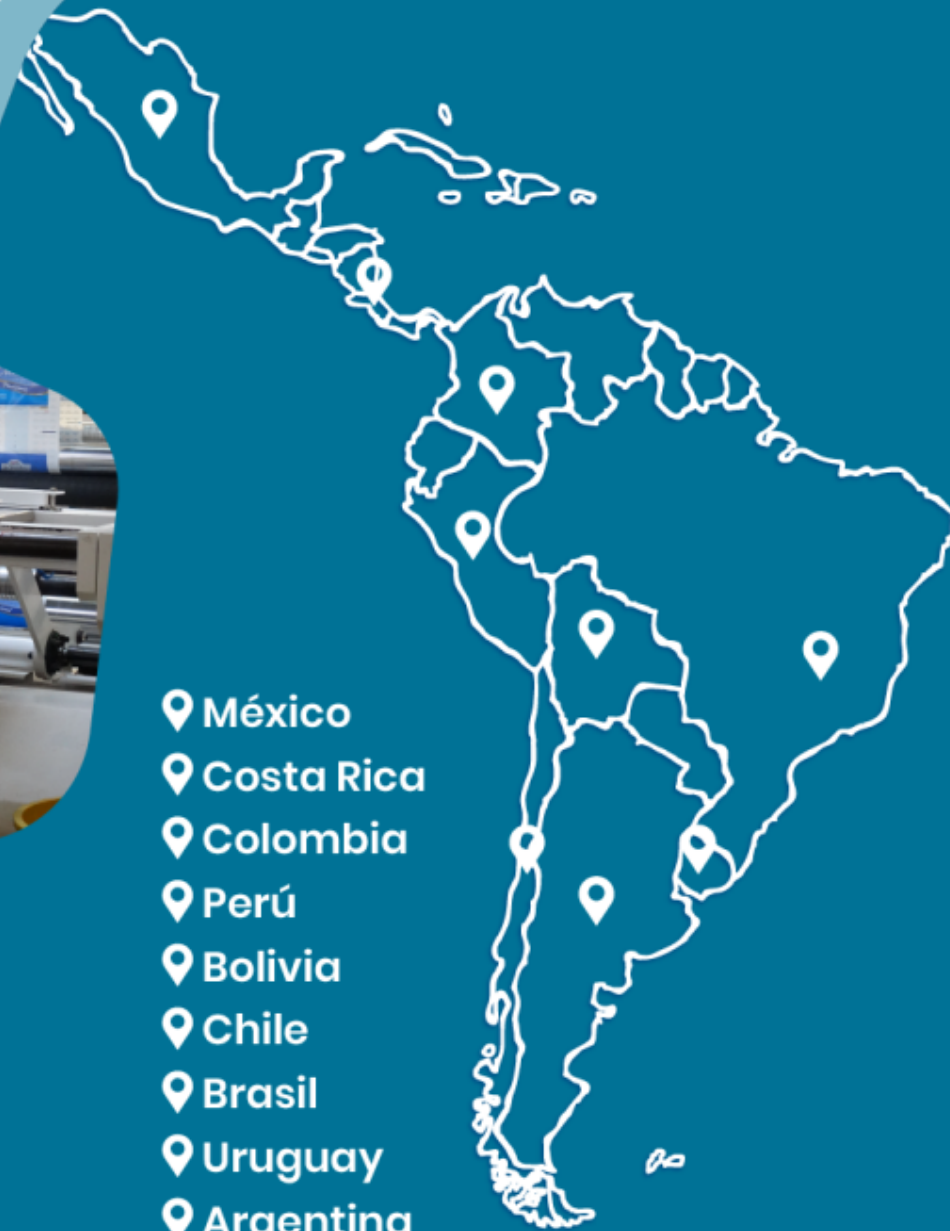 México
Costa Rica
Colombia
Perú
Bolivia
Chile
Brasil
Uruguay
Argentina